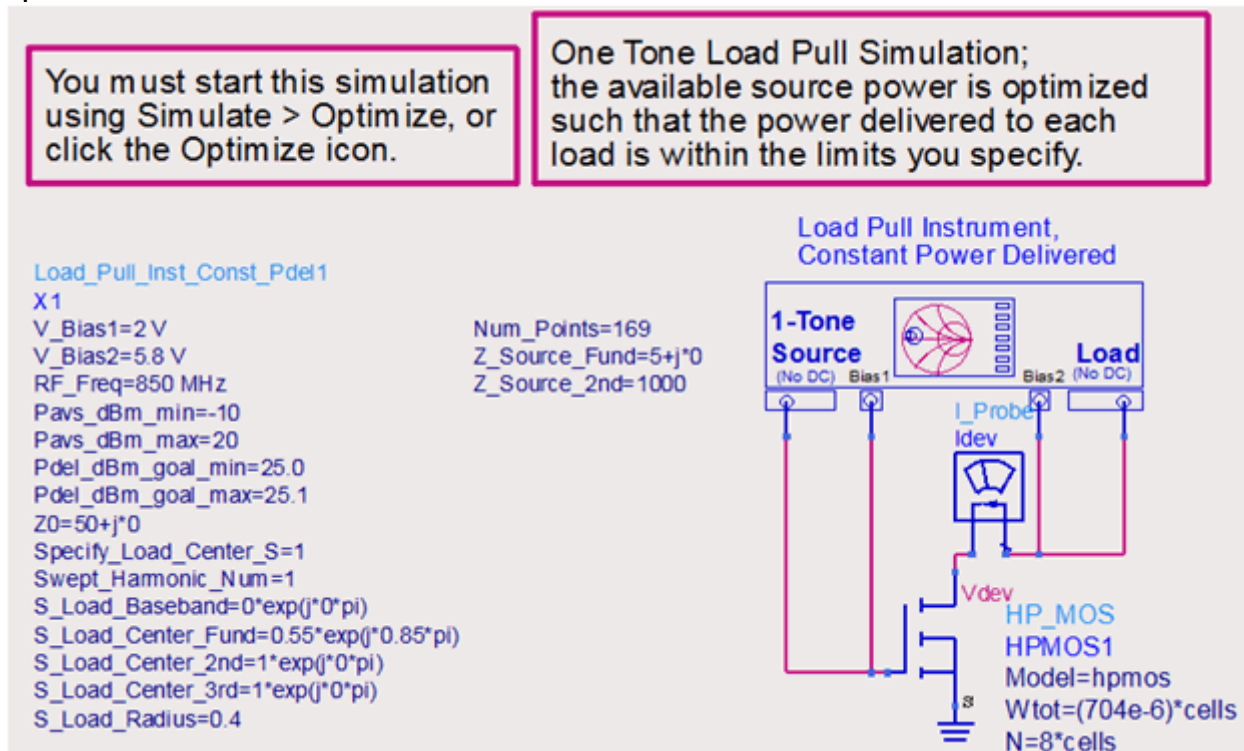 You must start this simulation
using Simulate > Optimize, or
click the Optimize icon.
One Tone Load Pull Simulation;
the available source power is optimized
such that the power delivered to each
load is within the limits you specify.
Load_Pull_Inst_Const_Pdel1
X1
V_Bias1=2 V
V_Bias2=5.8 V
RF_Freq=850 MHz
Pavs_dBm_min=-10
Pavs_dBm_max=20
Pdel_dBm_goal_min=25.0
Pdel_dBm_goal_max=25.1
Z0=50+j*0
Specify_Load_Center_S=1
Swept_Harmonic_Num=1
S_Load_Baseband=0*exp(j*0*pi)
S_Load_Center_Fund=0.55*exp(j*0.85*pi)
S_Load_Center_2nd=1*exp(j*0*pi)
S_Load_Center_3rd=1*exp(j*0*pi)
S_Load_Radius=0.4
Num_Points=169
Z_Source_Fund=5+j*0
Z_Source_2nd=1000
Load Pull Instrument,
Constant Power Delivered
1-Tone
Source
(No DC)
Bias1
Bias2
Load
(No DC)
I_Probe
Idev
Vdev
HP_MOS
HPMOS1
Model=hpmos
Wtot=(704e-6)*cells
N=8*cells
S